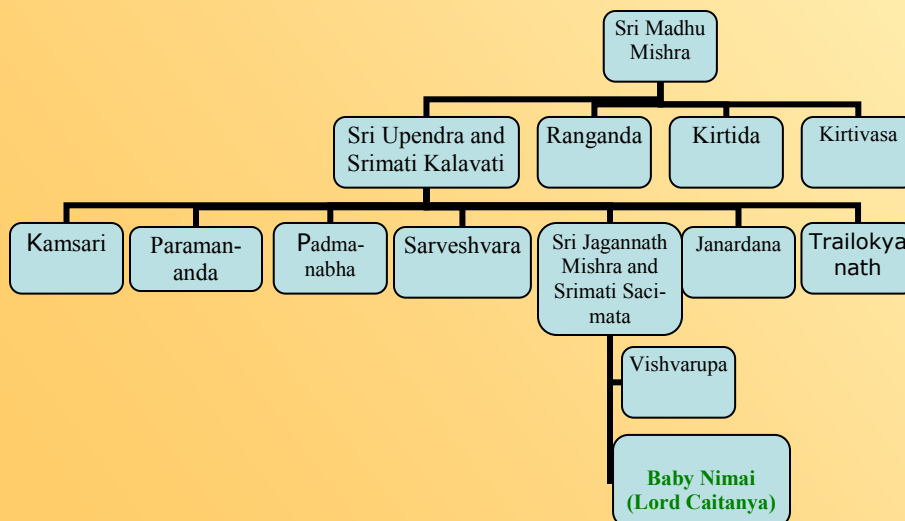 Sri Madhu
Mishra
Sri Upendra and
Srimati Kalavati
Ranganda
Kirtida
Kirtivasa
Kamsari
Paraman-
anda
Padma-
nabha
Sarveshvara
Sri Jagannath
Mishra and
Srimati Saci-
mata
Janardana
Trailokya
nath
Vishvarupa
Baby Nimai
(Lord Caitanya)